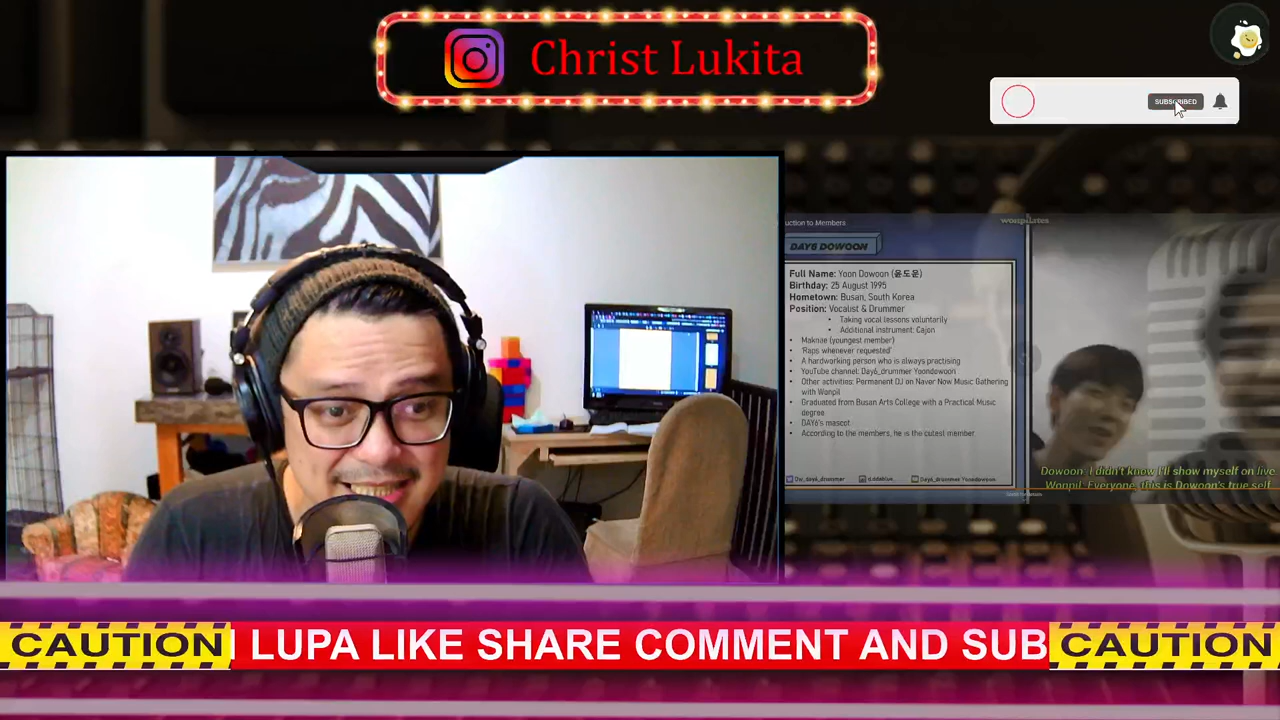 Christ Lukita
SUBSCRIBED
uction to Members
wonpilates
DAY6 DOWOON
Full Name: Yoon Dowoon (윤도운)
Birthday: 25 August 1995
Hometown: Busan, South Korea
Position: Vocalist & Drummer
• Taking vocal lessons voluntarily
• Additional instrument: Cajon
• Maknae (youngest member)
• 'Raps whenever requested'
• A hardworking person who is always practising
• YouTube channel: Day6_drummer Yoondowoon
• Other activities: Permanent DJ on Naver Now Music Gathering
with Wonpil
• Graduated from Busan Arts College with a Practical Music
degree
• DAY6's mascot
• According to the members, he is the cutest member
Day6_drummer Yoondowoon
Dowoon: I didn't know I'll show myself on live
Wonpil: Everyone, this is Dowoon's true self
CAUTION LUPA LIKE SHARE COMMENT AND SUB CAUTION